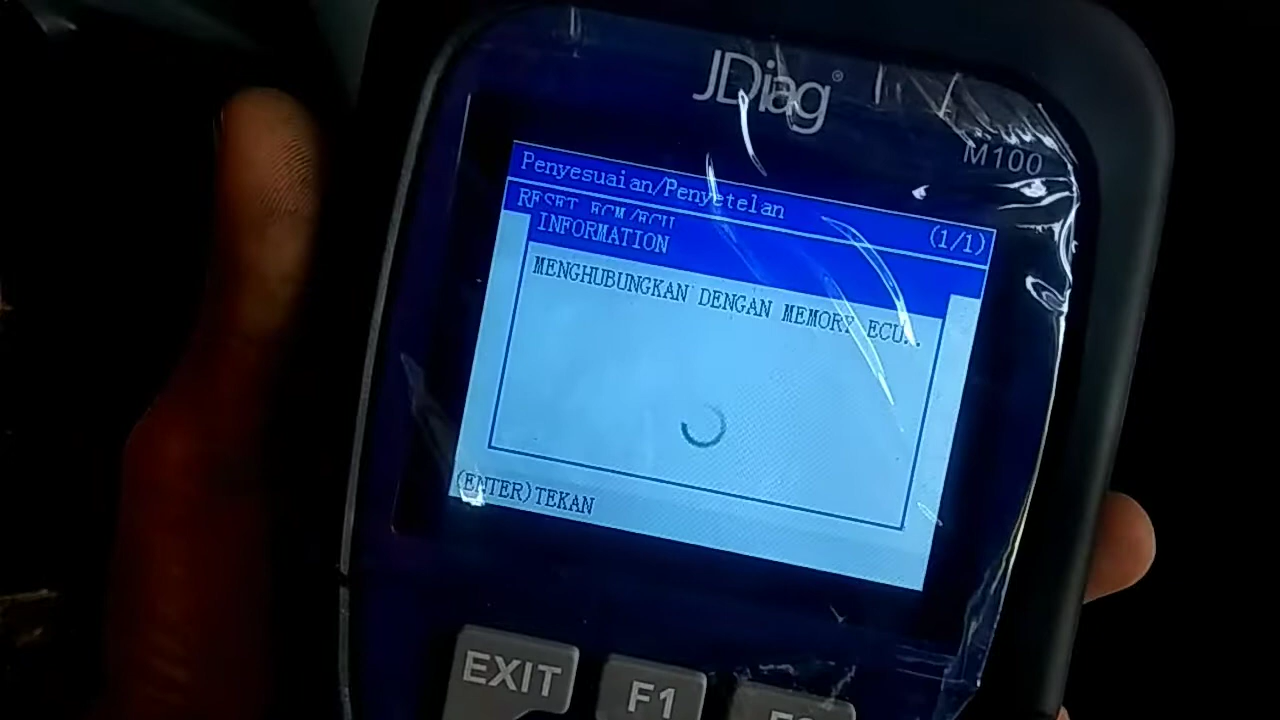 JDiag®
M100
Penyesuaian/Penyetelan
RESET ECM/ECU (1/1)
INFORMATION
MENGHUBUNGKAN DENGAN MEMORY ECU..
(ENTER)TEKAN
EXIT
F1